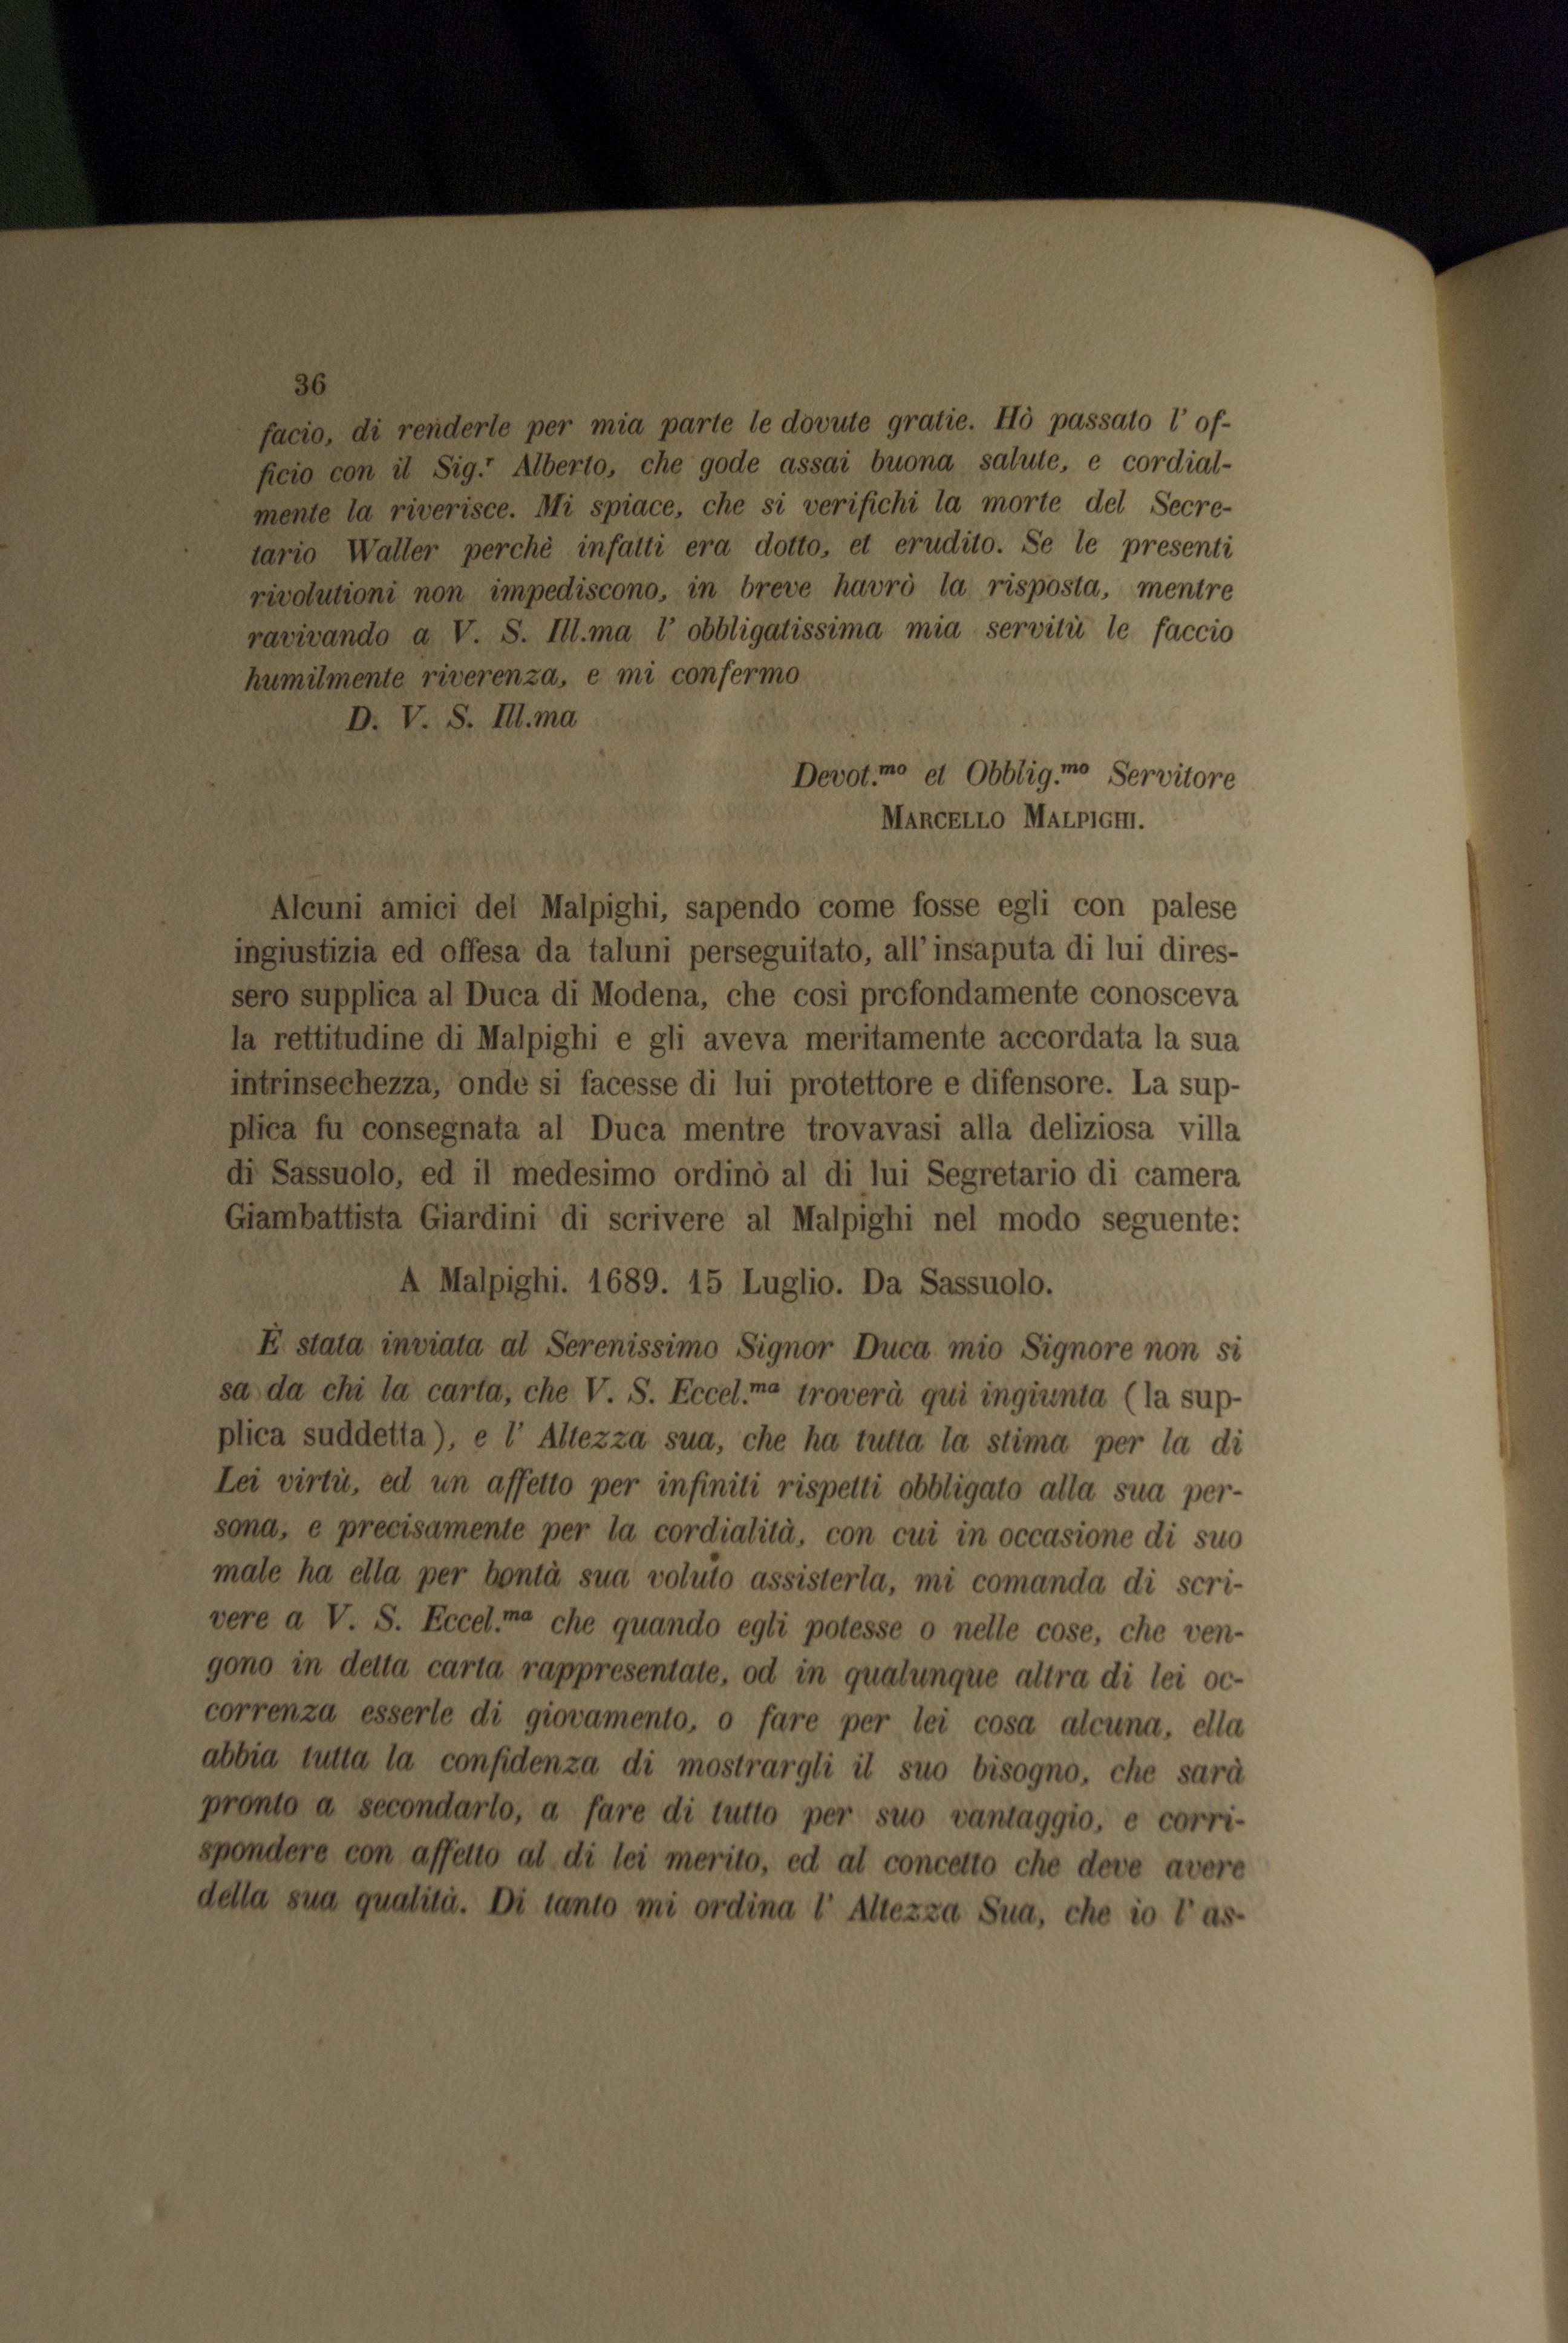 36
facio, di renderle per mia parte le dovute gratie. Hò passato l' of-
ficio con il Sig.r Alberto, che gode assai buona salute, e cordial-
mente la riverisce. Mi spiace, che si verifichi la morte del Secre-
tario Waller perchè infatti era dotto, et erudito. Se le presenti
rivolutioni non impediscono, in breve havrò la risposta, mentre
ravivando a V. S. Ill.ma l' obbligatissima mia servitù le faccio
humilmente riverenza, e mi confermo
D. V. S. Ill.ma
Devot.mo et Obblig.mo Servitore
MARCELLO MALPIGHI.
Alcuni amici del Malpighi, sapendo come fosse egli con palese
ingiustizia ed offesa da taluni perseguitato, all' insaputa di lui dires-
sero supplica al Duca di Modena, che così profondamente conosceva
la rettitudine di Malpighi e gli aveva meritamente accordata la sua
intrinsechezza, onde si facesse di lui protettore e difensore. La sup-
plica fu consegnata al Duca mentre trovavasi alla deliziosa villa
di Sassuolo, ed il medesimo ordinò al di lui Segretario di camera
Giambattista Giardini di scrivere al Malpighi nel modo seguente:
A Malpighi. 1689. 15 Luglio. Da Sassuolo.
È stata inviata al Serenissimo Signor Duca mio Signore non si
sa da chi la carta, che V. S. Eccel.ma troverà quì ingiunta (la sup-
plica suddetta), e l' Altezza sua, che ha tutta la stima per la di
Lei virtù, ed un affetto per infiniti rispetti obbligato alla sua per-
sona, e precisamente per la cordialità, con cui in occasione di suo
male ha ella per bontà sua voluto assisterla, mi comanda di scri-
vere a V. S. Eccel.ma che quando egli potesse o nelle cose, che ven-
gono in detta carta rappresentate, od in qualunque altra di lei oc-
correnza esserle di giovamento, o fare per lei cosa alcuna, ella
abbia tutta la confidenza di mostrargli il suo bisogno, che sarà
pronto a secondarlo, a fare di tutto per suo vantaggio, e corri-
spondere con affetto al di lei merito, ed al concetto che deve avere
della sua qualità. Di tanto mi ordina l' Altezza Sua, che io l' as-